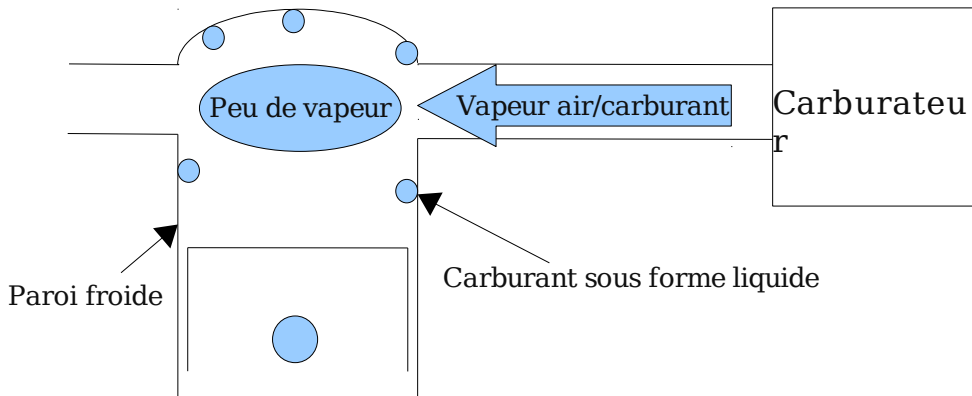 Peu de vapeur
Vapeur air/carburant
Carburateu
r
Paroi froide
Carburant sous forme liquide